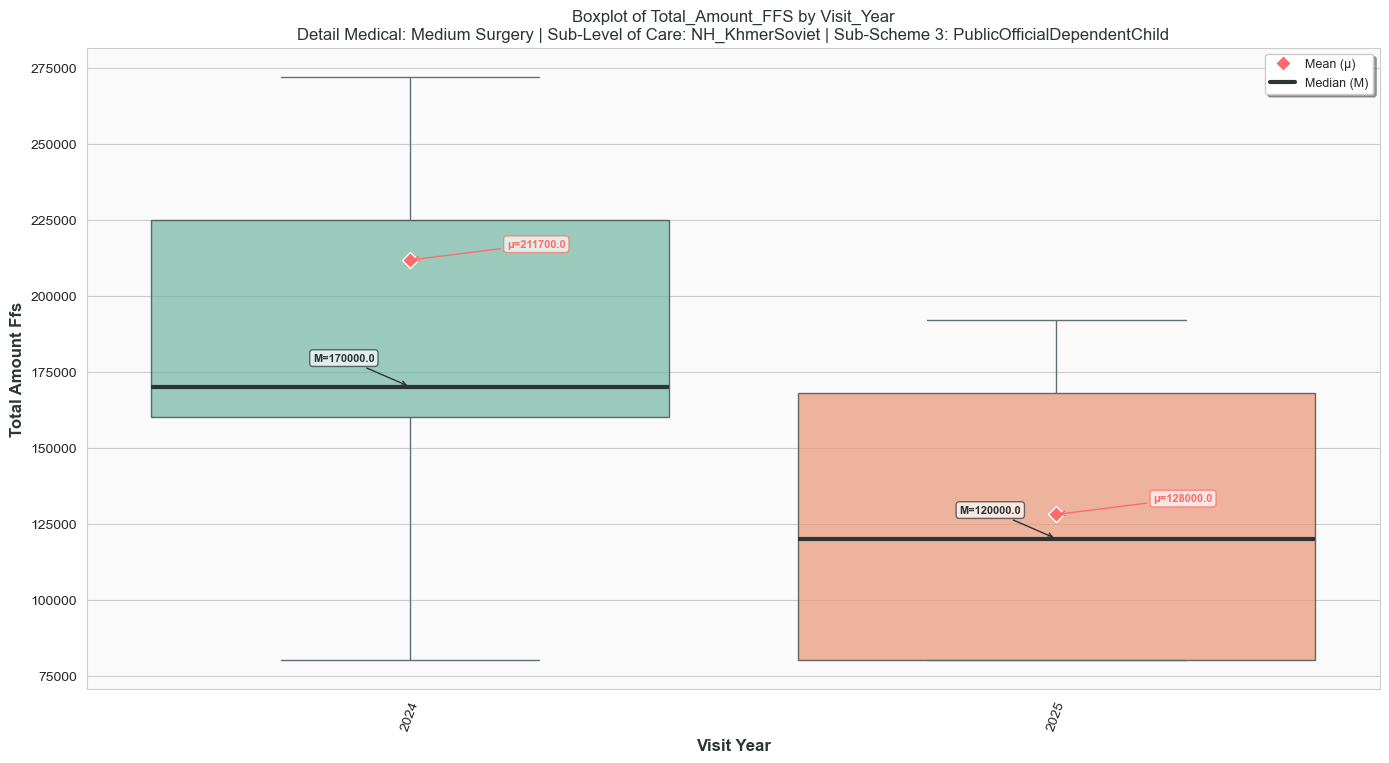 Boxplot of Total_Amount_FFS by Visit_Year
Detail Medical: Medium Surgery | Sub-Level of Care: NH_KhmerSoviet | Sub-Scheme 3: PublicOfficialDependentChild
Mean (μ)
Median (M)
Total Amount Ffs
275000
250000
225000
200000
175000
150000
125000
100000
75000
μ=211700.0
M=170000.0
μ=128000.0
M=120000.0
2024
2025
Visit Year